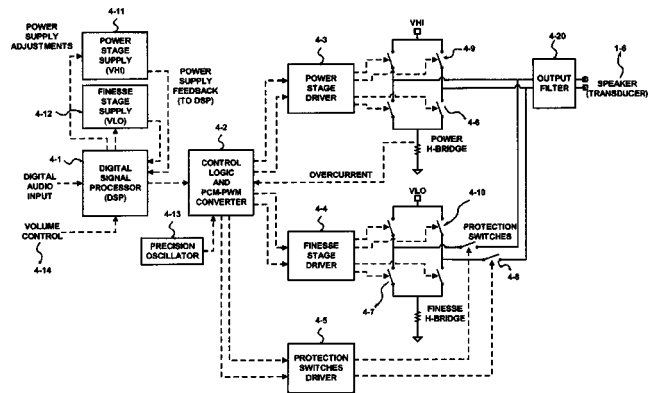 4-11
POWER
SUPPLY
ADJUSTMENTS
POWER
STAGE
SUPPLY
(VHI)
4-12
FINESSE
STAGE SUPPLY
(VLO)
POWER SUPPLY
FEEDBACK
(TO DSP)
4-1
DIGITAL
SIGNAL
PROCESSOR
(DSP)
DIGITAL
AUDIO
INPUT
VOLUME
CONTROL
4-14
4-2
CONTROL
LOGIC
AND
PCM-PWM
CONVERTER
4-13
PRECISION
OSCILLATOR
4-3
POWER
STAGE
DRIVER
VHI
4-9
4-6
POWER
H-BRIDGE
OVERCURRENT
4-4
FINESSE
STAGE
DRIVER
VLO
4-10
PROTECTION
SWITCHES
4-8
4-7
FINESSE
H-BRIDGE
4-5
PROTECTION
SWITCHES
DRIVER
4-20
OUTPUT
FILTER
1-6
SPEAKER
(TRANSDUCER)